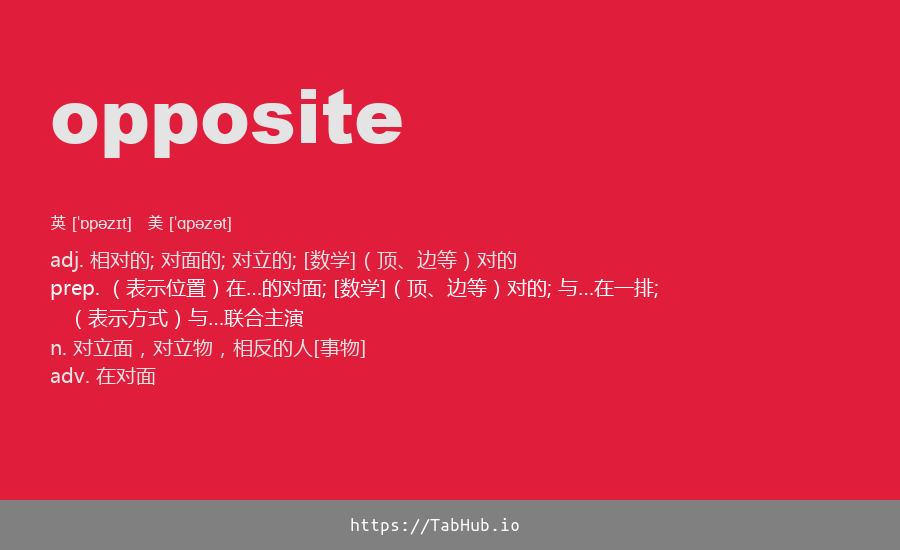 opposite
英 [ˈɒpəzɪt]   美 [ˈɑpəzət]
adj. 相对的; 对面的; 对立的; [数学]（顶、边等）对的
prep. （表示位置）在…的对面; [数学]（顶、边等）对的; 与…在一排;
（表示方式）与…联合主演
n. 对立面，对立物，相反的人[事物]
adv. 在对面
https://TabHub.io